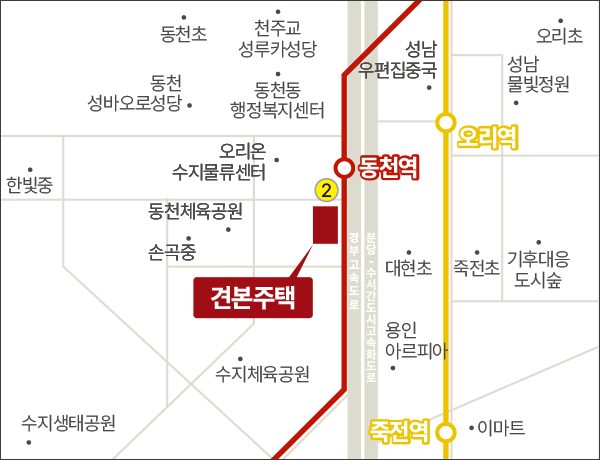 동천초
천주교
성루카성당
성남
우편집중국
오리초
성남
물빛정원
동천
성바오로성당
동천동
행정복지센터
오리역
오리온
수지물류센터
동천역
한빛중
2
동천체육공원
손곡중
경부고속도로
분당-수서간도시고속화도로
대현초
죽전초
기후대응
도시숲
견본주택
용인
아르피아
수지체육공원
수지생태공원
죽전역
이마트